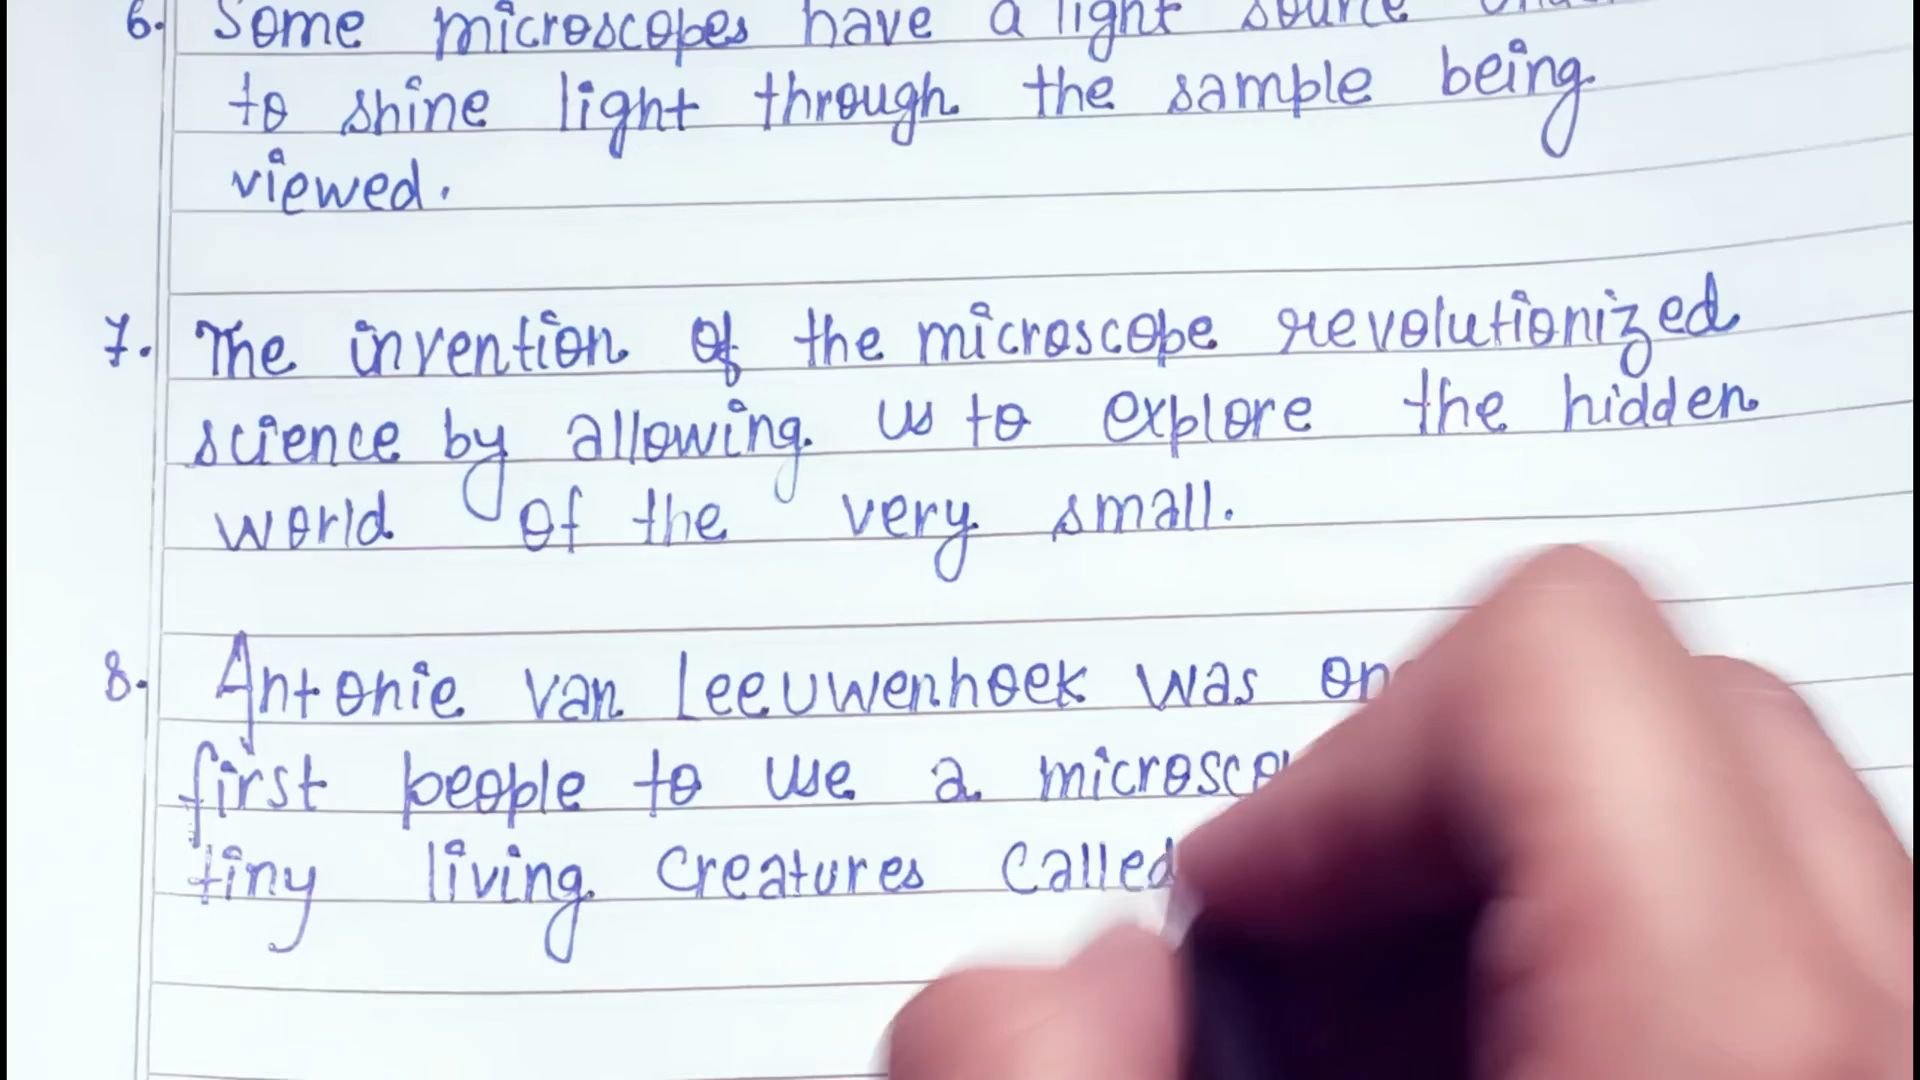 6. Some microscopes have a light source
to shine light through the sample being
viewed.
7. The invention of the microscope revolutionized
science by allowing us to explore the hidden
world of the very small.
8. Antonie van Leeuwenhoek was
first people to use a
tiny living creatures called